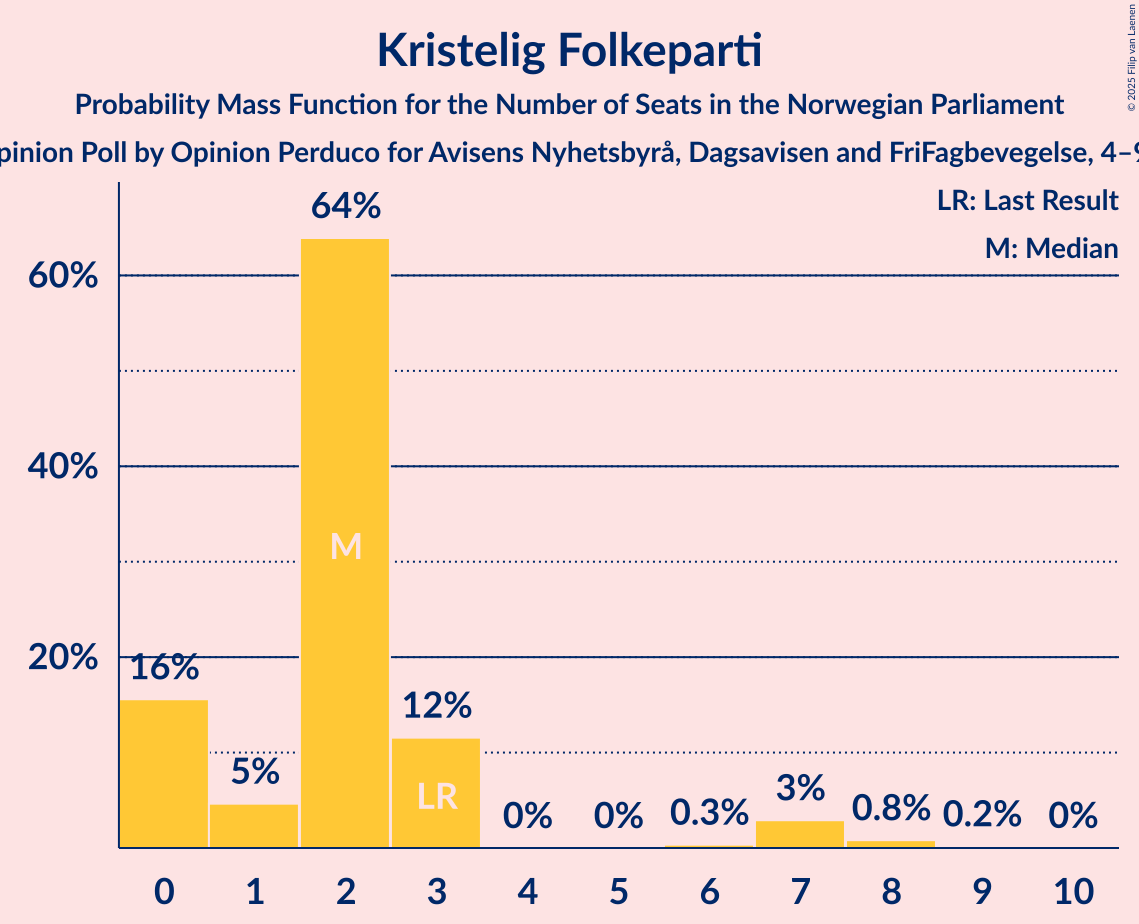 © 2025 Filip van Laenen
Kristelig Folkeparti
Probability Mass Function for the Number of Seats in the Norwegian Parliament
pinion Poll by Opinion Perduco for Avisens Nyhetsbyrå, Dagsavisen and FriFagbevegelse, 4–9
LR: Last Result
M: Median
64%
60%
40%
M
20%
16%
12%
5%
LR
0%
0%
0.3%
3%
0.8%
0.2%
0%
0 1 2 3 4 5 6 7 8 9 10